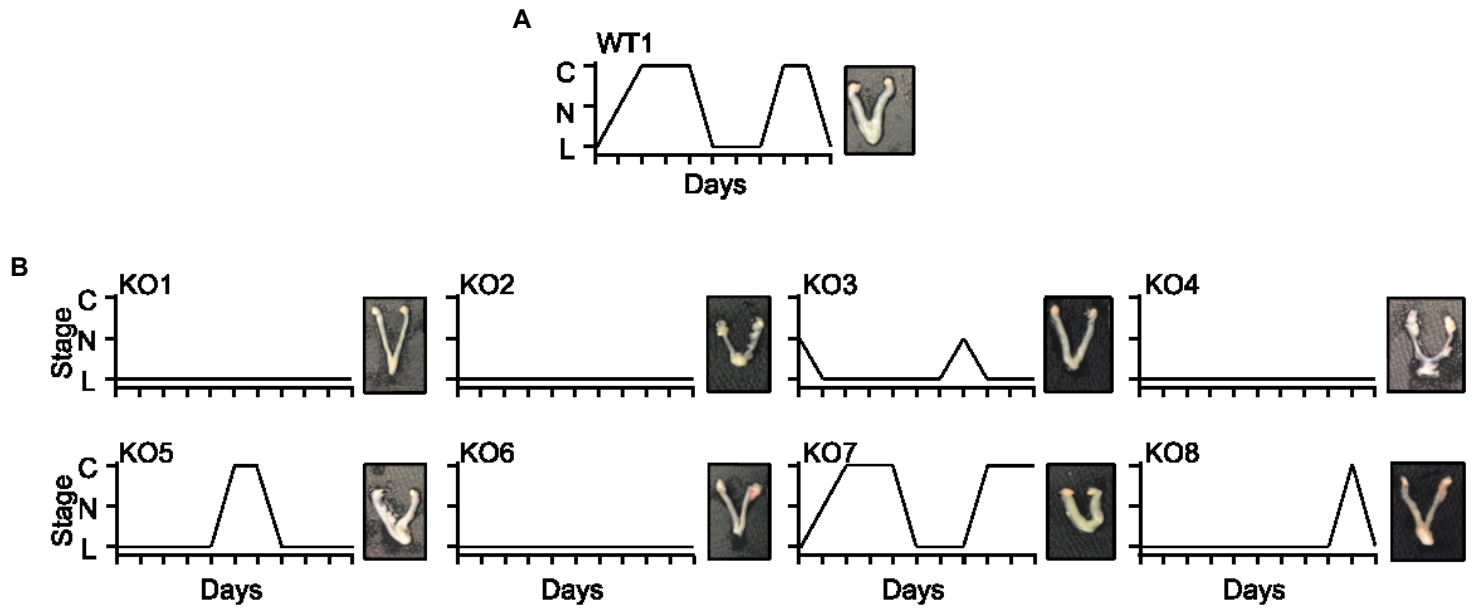 A
WT1
C
N
L
Days
B
KO1
KO2
KO3
KO4
C
N
L
Stage
KO5
KO6
KO7
KO8
C
N
L
Stage
Days
Days
Days
Days